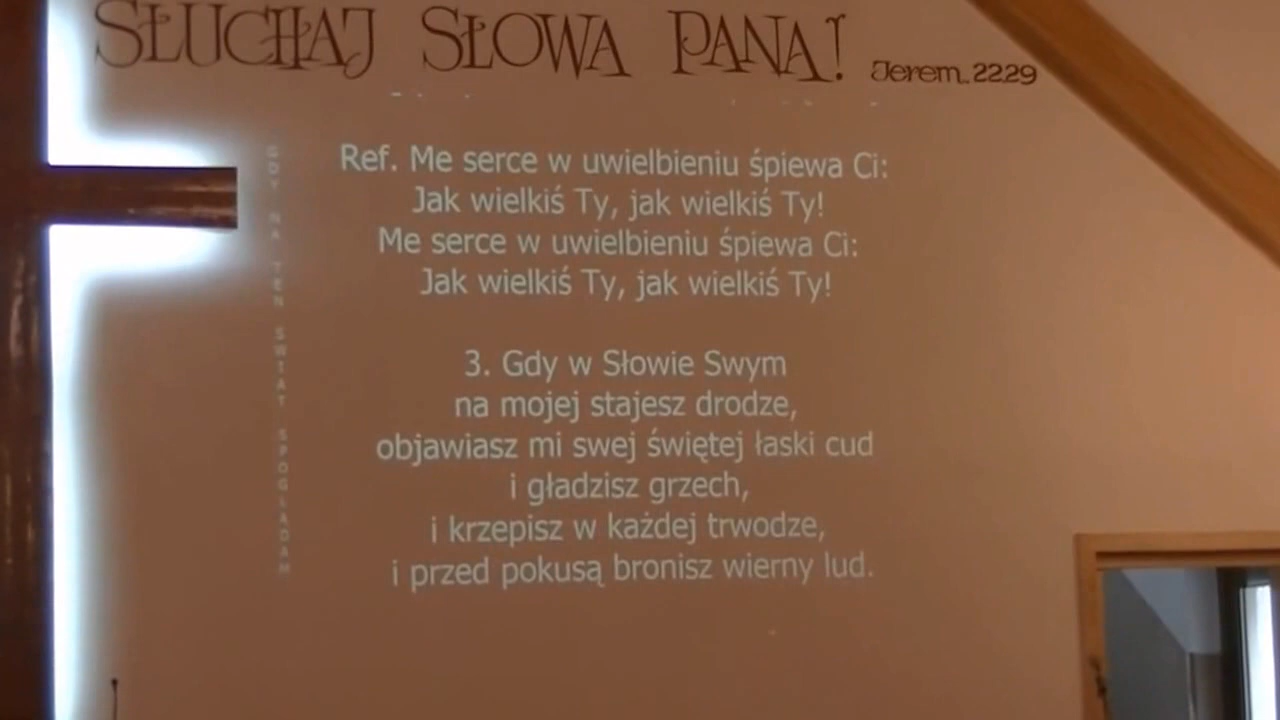 SŁUCHAJ SŁOWA PANA! Jerem. 22.29
Ref. Me serce w uwielbieniu śpiewa Ci:
Jak wielkiś Ty, jak wielkiś Ty!
Me serce w uwielbieniu śpiewa Ci:
Jak wielkiś Ty, jak wielkiś Ty!
3. Gdy w Słowie Swym
na mojej stajesz drodze,
objawiasz mi swej świętej łaski cud
i gładzisz grzech,
i krzepisz w każdej trwodze,
i przed pokusą bronisz wierny lud.
GDY NA TEN ŚWIAT SPOGLĄDAM